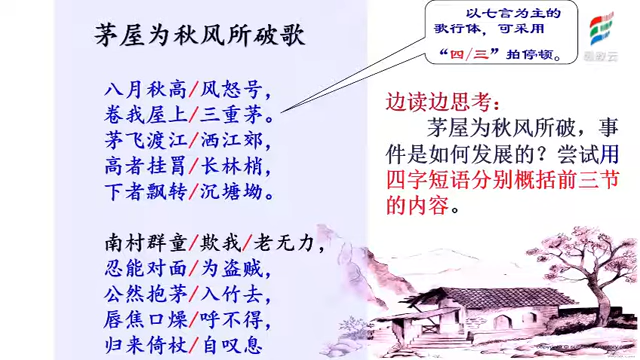 茅屋为秋风所破歌
以七言为主的
歌行体，可采用
“四/三”拍停顿。
粤教云
八月秋高/风怒号，
卷我屋上/三重茅。
茅飞渡江/洒江郊，
高者挂罥/长林梢，
下者飘转/沉塘坳。
南村群童/欺我/老无力，
忍能对面/为盗贼，
公然抱茅/入竹去，
唇焦口燥/呼不得，
归来倚杖/自叹息
边读边思考：
茅屋为秋风所破，事
件是如何发展的？尝试用
四字短语分别概括前三节
的内容。